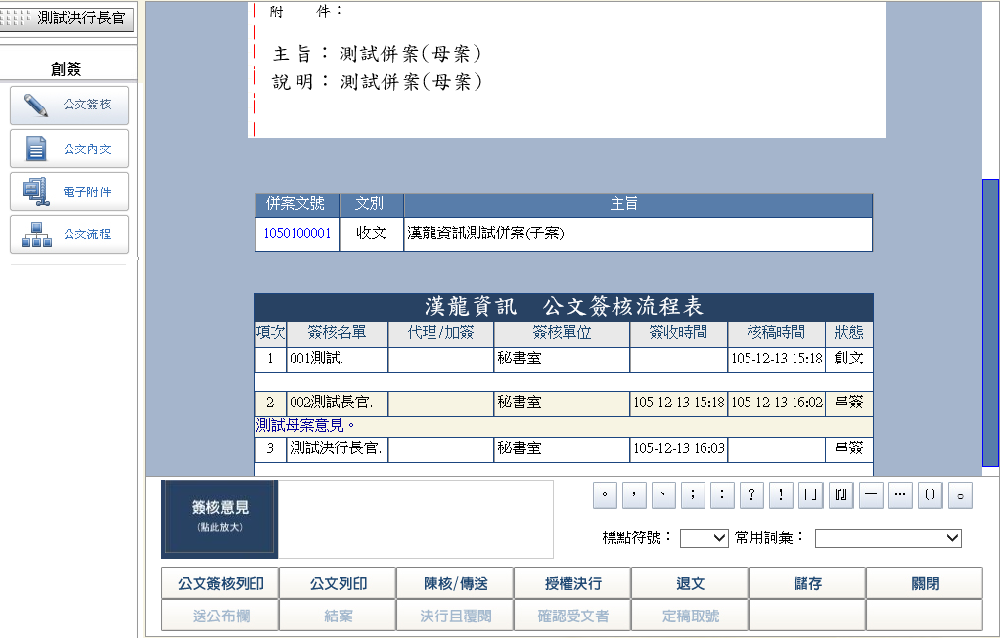 測試決行長官
創簽
公文簽核
公文內文
電子附件
公文流程
附 件：
主旨：測試併案(母案)
說明：測試併案(母案)
併案文號 文別 主旨
1050100001 收文 漢龍資訊測試併案(子案)
漢龍資訊 公文簽核流程表
項次 簽核名單 代理/加簽 簽核單位 簽收時間 核稿時間 狀態
1 001測試. 秘書室 105-12-13 15:18 創文
2 002測試長官. 秘書室 105-12-13 15:18 105-12-13 16:02 串簽
測試母案意見。
3 測試決行長官. 秘書室 105-12-13 16:03 串簽
簽核意見
(點此放大)
。 ， 、 ； ： ？ ！ 「」 『』 — … () ○
標點符號： 常用詞彙：
公文簽核列印 公文列印 陳核/傳送 授權決行 退文 儲存 關閉
送公布欄 結案 決行且覆閱 確認受文者 定稿取號